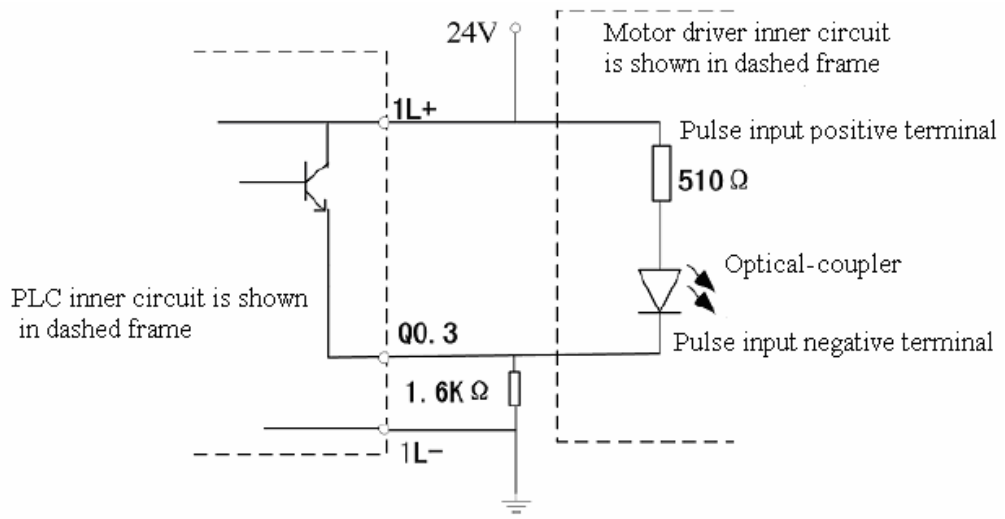 24V
Motor driver inner circuit
is shown in dashed frame
1L+
Pulse input positive terminal
510 Ω
Optical-coupler
PLC inner circuit is shown
in dashed frame
Q0.3
Pulse input negative terminal
1.6K Ω
1L-